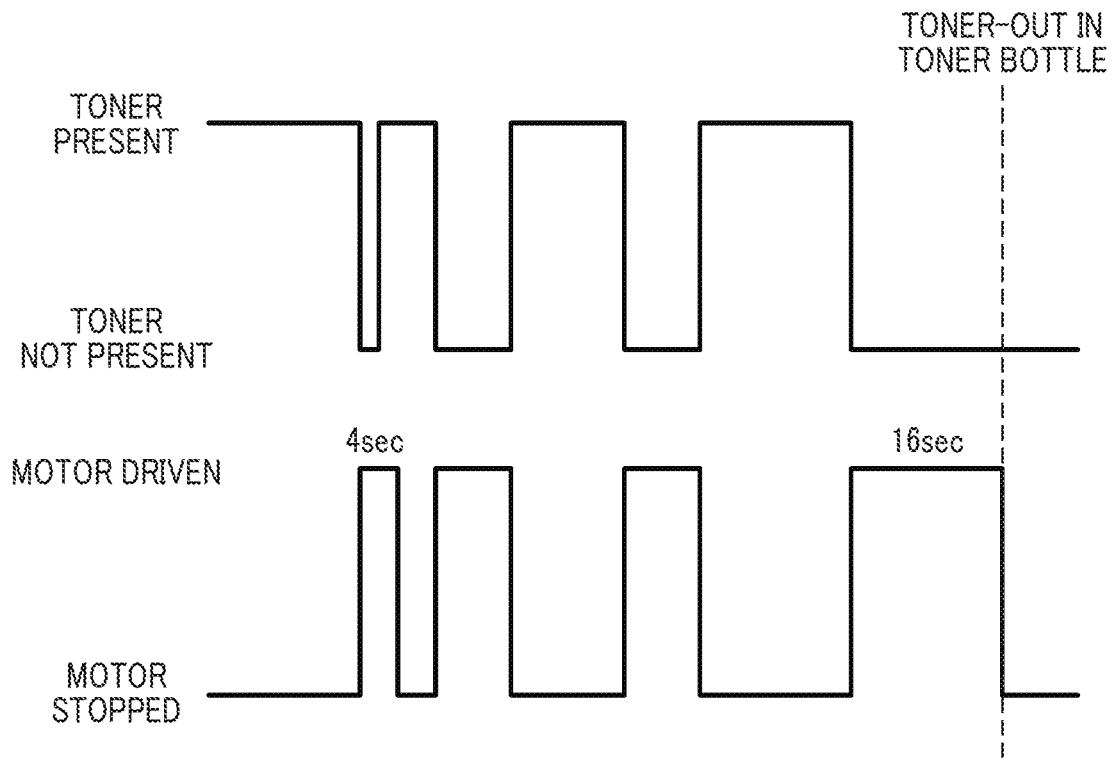 TONER-OUT IN
TONER BOTTLE
TONER
PRESENT
TONER
NOT PRESENT
4sec
16sec
MOTOR DRIVEN
MOTOR
STOPPED